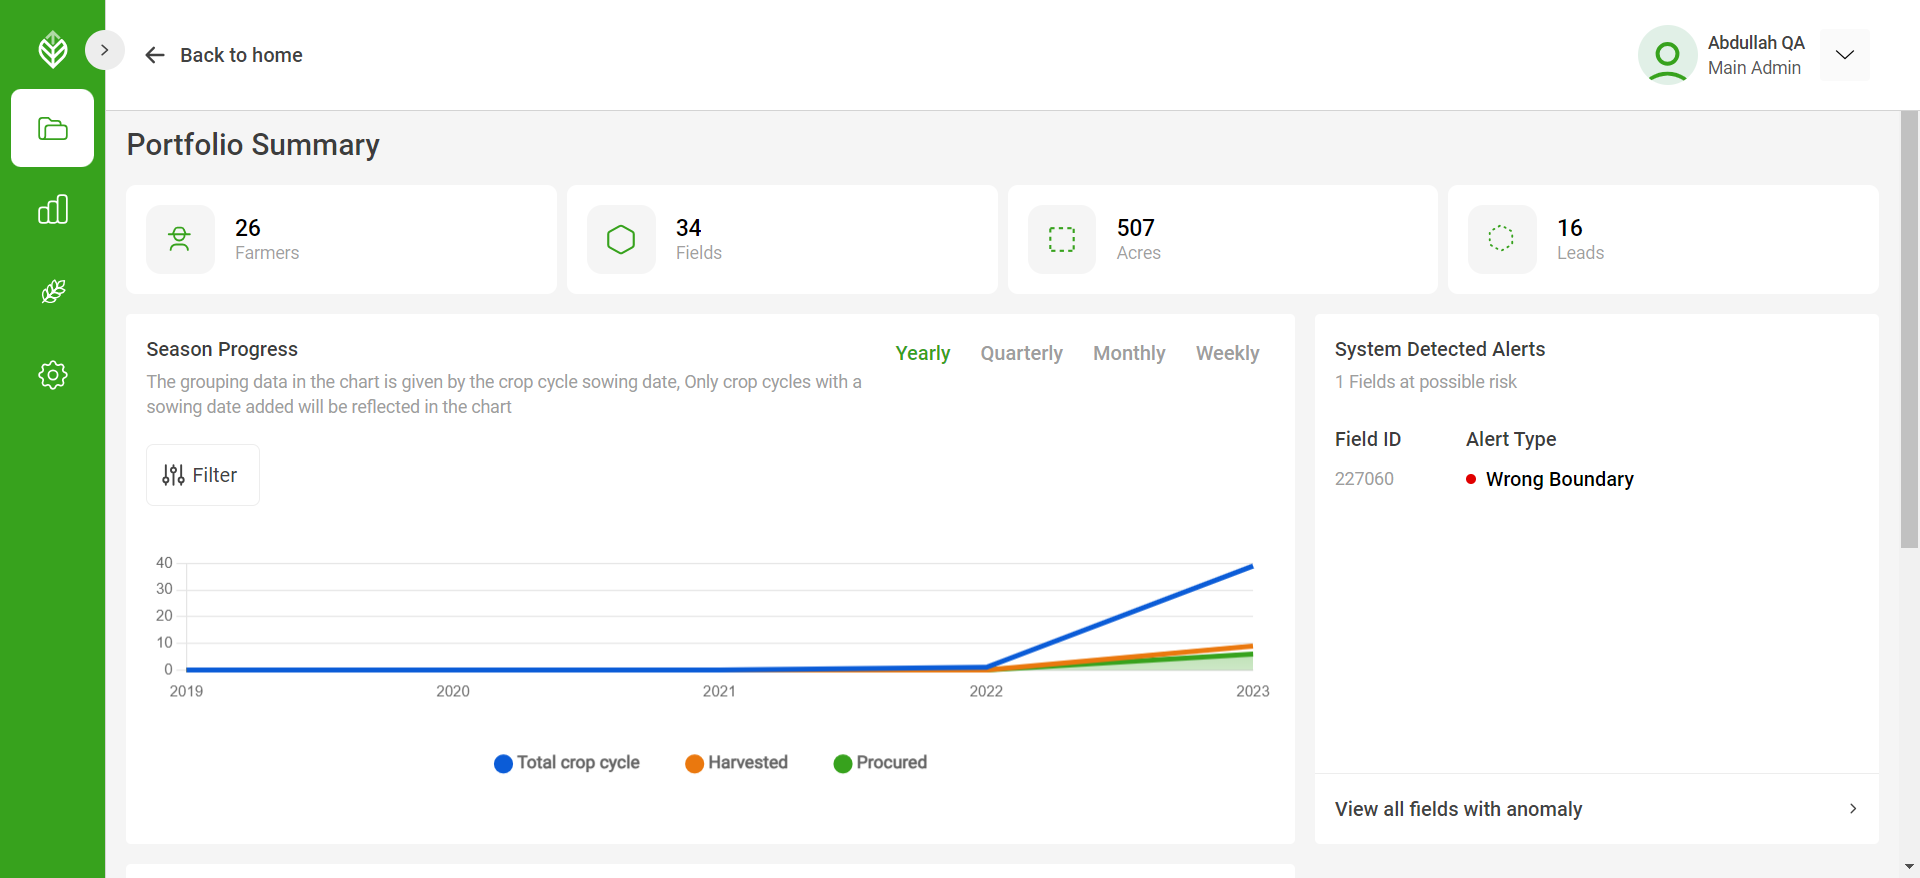 Back to home
Abdullah QA
Main Admin
Portfolio Summary
26
Farmers
34
Fields
507
Acres
16
Leads
Season Progress
The grouping data in the chart is given by the crop cycle sowing date, Only crop cycles with a
sowing date added will be reflected in the chart
Yearly Quarterly Monthly Weekly
Filter
40
30
20
10
0
2019 2020 2021 2022 2023
Total crop cycle Harvested Procured
System Detected Alerts
1 Fields at possible risk
Field ID Alert Type
227060 Wrong Boundary
View all fields with anomaly